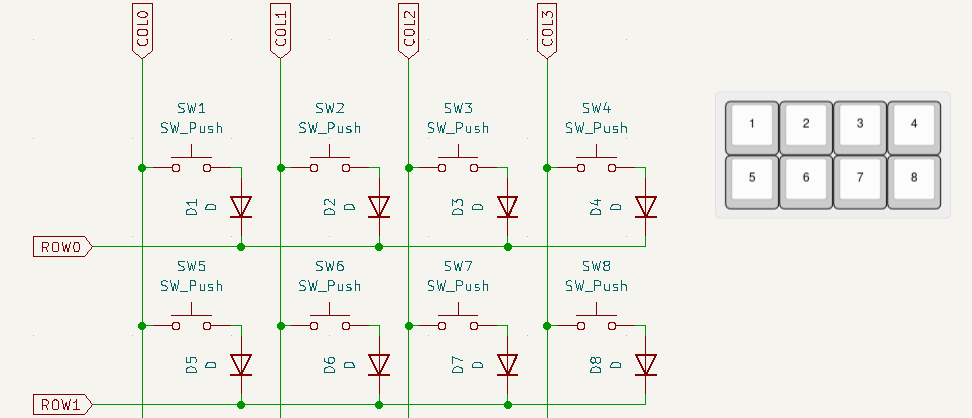 COL0 COL1 COL2 COL3
SW1 SW2 SW3 SW4
SW_Push SW_Push SW_Push SW_Push
1 2 3 4
D1 D D2 D D3 D D4 D
5 6 7 8
ROW0
SW5 SW6 SW7 SW8
SW_Push SW_Push SW_Push SW_Push
D5 D D6 D D7 D D8 D
ROW1